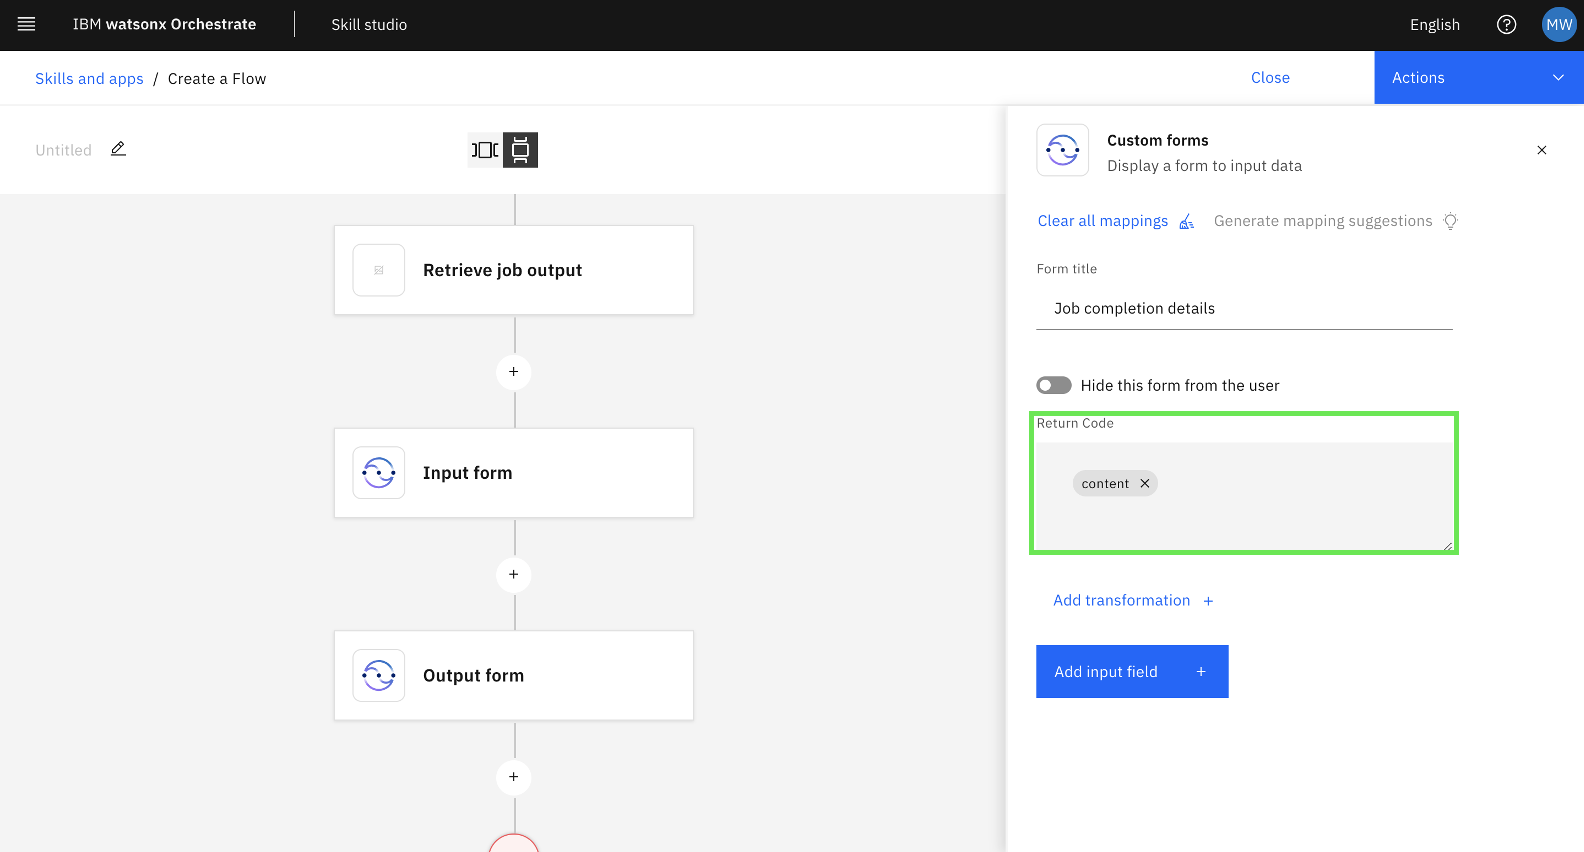 IBM watsonx Orchestrate
Skill studio
English
MW
Skills and apps / Create a Flow
Close
Actions
Untitled
Retrieve job output
+
Input form
+
Output form
+
Custom forms
Display a form to input data
Clear all mappings
Generate mapping suggestions
Form title
Job completion details
Hide this form from the user
Return Code
content
Add transformation +
Add input field +